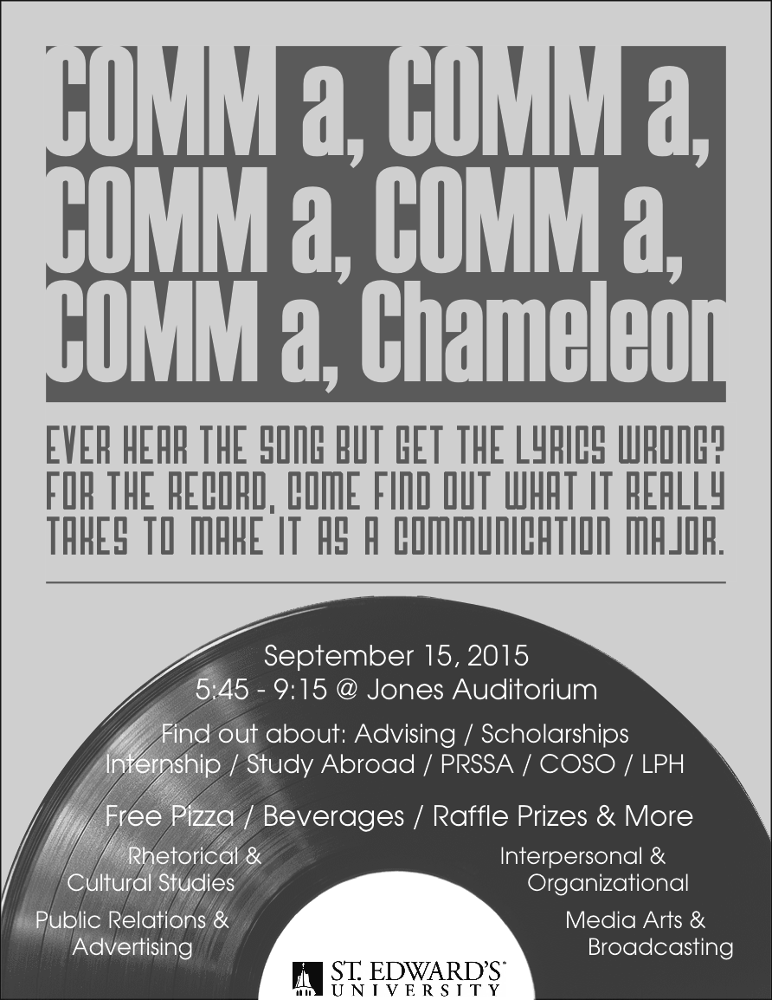 COMM a, COMM a,
COMM a, COMM a,
COMM a, Chameleon
EVER HEAR THE SONG BUT GET THE LYRICS WRONG?
FOR THE RECORD, COME FIND OUT WHAT IT REALLY
TAKES TO MAKE IT AS A COMMUNICATION MAJOR.
September 15, 2015
5:45 - 9:15 @ Jones Auditorium
Find out about: Advising / Scholarships
Internship / Study Abroad / PRSSA / COSO / LPH
Free Pizza / Beverages / Raffle Prizes & More
Rhetorical &
Cultural Studies
Public Relations &
Advertising
Interpersonal &
Organizational
Media Arts &
Broadcasting
ST. EDWARD'S®
UNIVERSITY